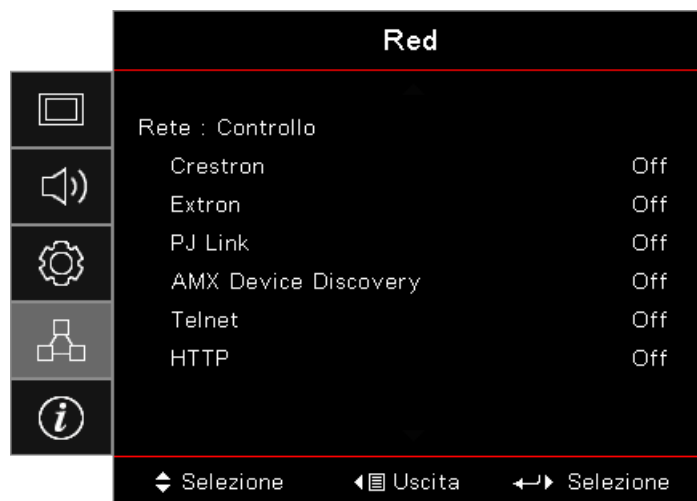 Red
Rete : Controllo
Crestron Off
Extron Off
PJ Link Off
AMX Device Discovery Off
Telnet Off
HTTP Off
Selezione Uscita Selezione